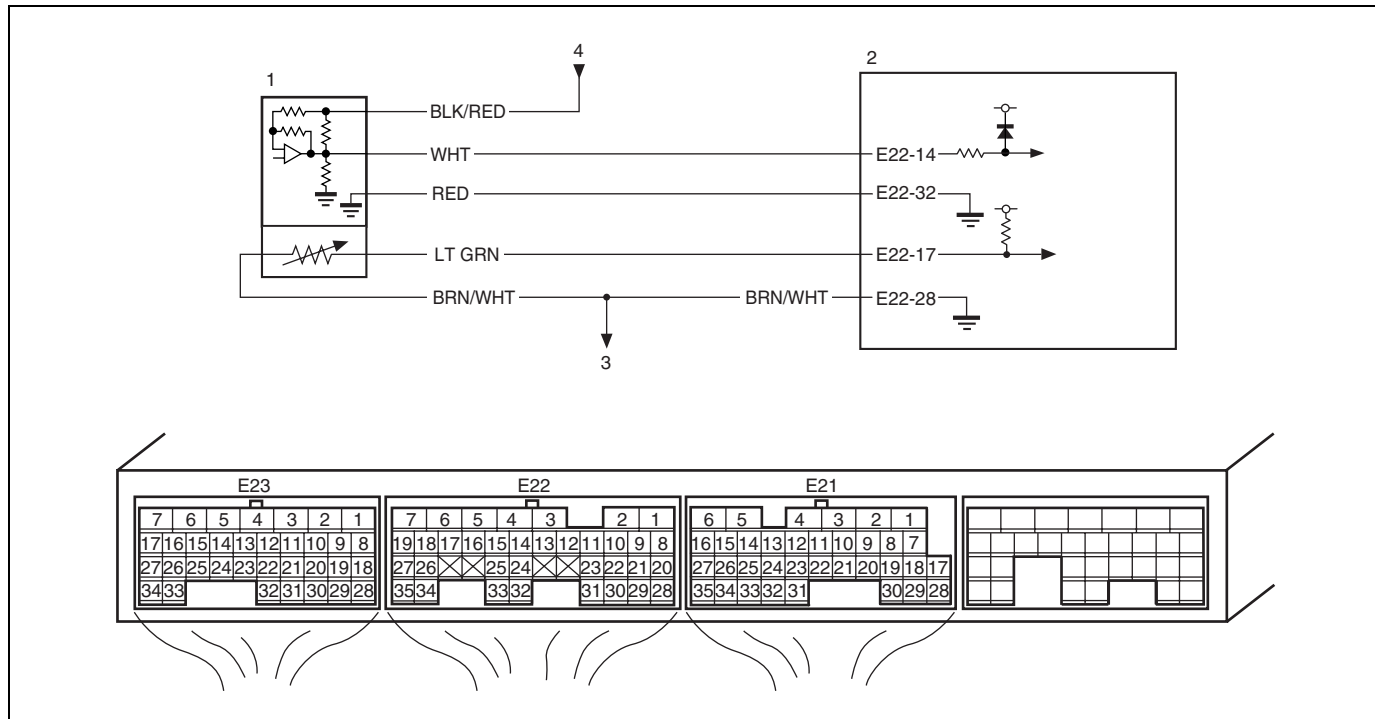 4
1
2
BLK/RED
WHT
E22-14
RED
E22-32
LT GRN
E22-17
BRN/WHT
BRN/WHT
E22-28
3
E23
7 6 5 4 3 2 1
17 16 15 14 13 12 11 10 9 8
27 26 25 24 23 22 21 20 19 18
34 33 32 31 30 29 28
E22
7 6 5 4 3 2 1
19 18 17 16 15 14 13 12 11 10 9 8
27 26 25 24 23 22 21 20
35 34 33 32 31 30 29 28
E21
6 5 4 3 2 1
16 15 14 13 12 11 10 9 8 7
27 26 25 24 23 22 21 20 19 18 17
35 34 33 32 31 30 29 28